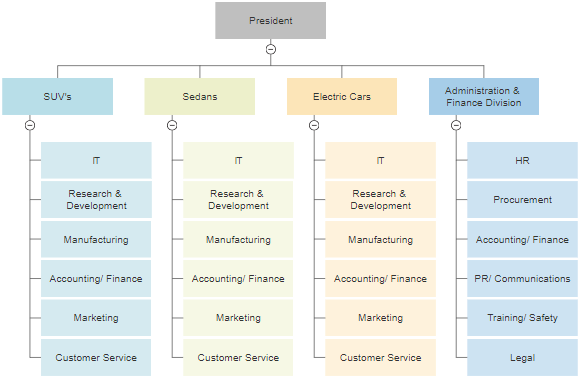 President
SUV's
Sedans
Electric Cars
Administration &
Finance Division
IT
Research &
Development
Manufacturing
Accounting/ Finance
Marketing
Customer Service
IT
Research &
Development
Manufacturing
Accounting/ Finance
Marketing
Customer Service
IT
Research &
Development
Manufacturing
Accounting/ Finance
Marketing
Customer Service
HR
Procurement
Accounting/ Finance
PR/ Communications
Training/ Safety
Legal